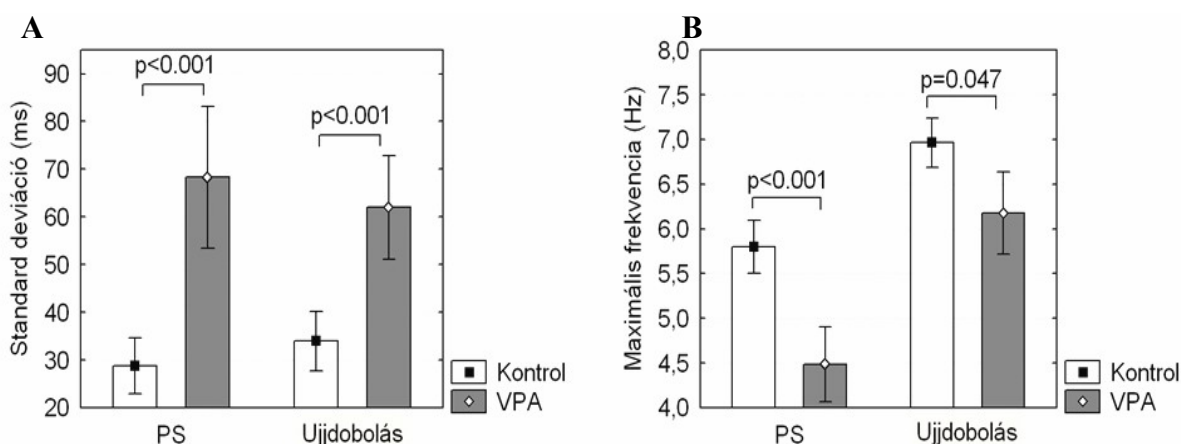 A
Standard deviáció (ms)
90
80
70
60
50
40
30
20
p<0.001
p<0.001
PS
Ujjdobolás
Kontrol
VPA
B
Maximális frekvencia (Hz)
8,0
7,5
7,0
6,5
6,0
5,5
5,0
4,5
4,0
p<0.001
p=0.047
PS
Ujjdobolás
Kontrol
VPA